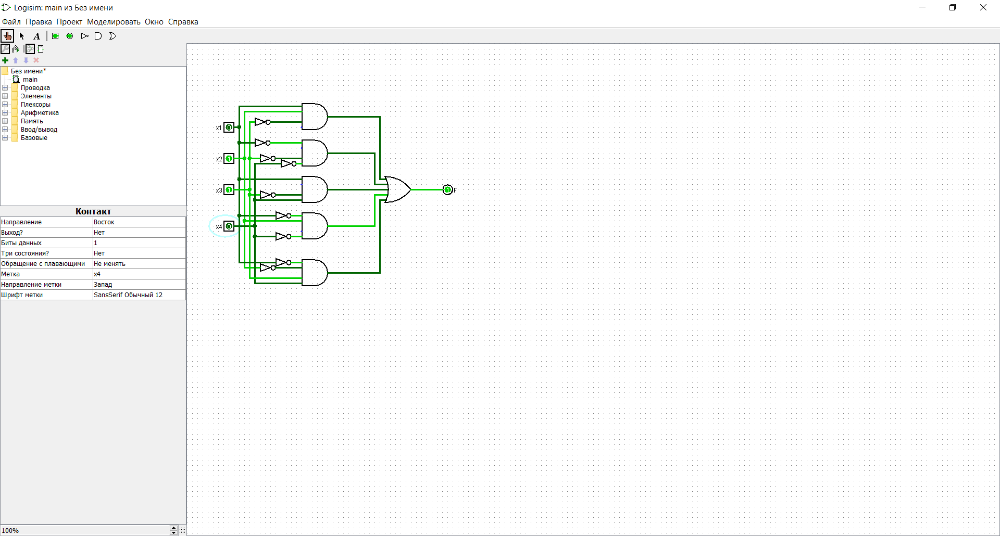 Logisim: main из Без имени
Файл Правка Проект Моделировать Окно Справка
A
Без имени*
main
Проводка
Элементы
Плексоры
Арифметика
Память
Ввод/вывод
Базовые
Контакт
Направление Восток
Выход? Нет
Биты данных 1
Три состояния? Нет
Обращение с плавающими Не менять
Метка x4
Направление метки Запад
Шрифт метки SansSerif Обычный 12
100%
x1 0
x2 1
x3 1
1 F
x4 0